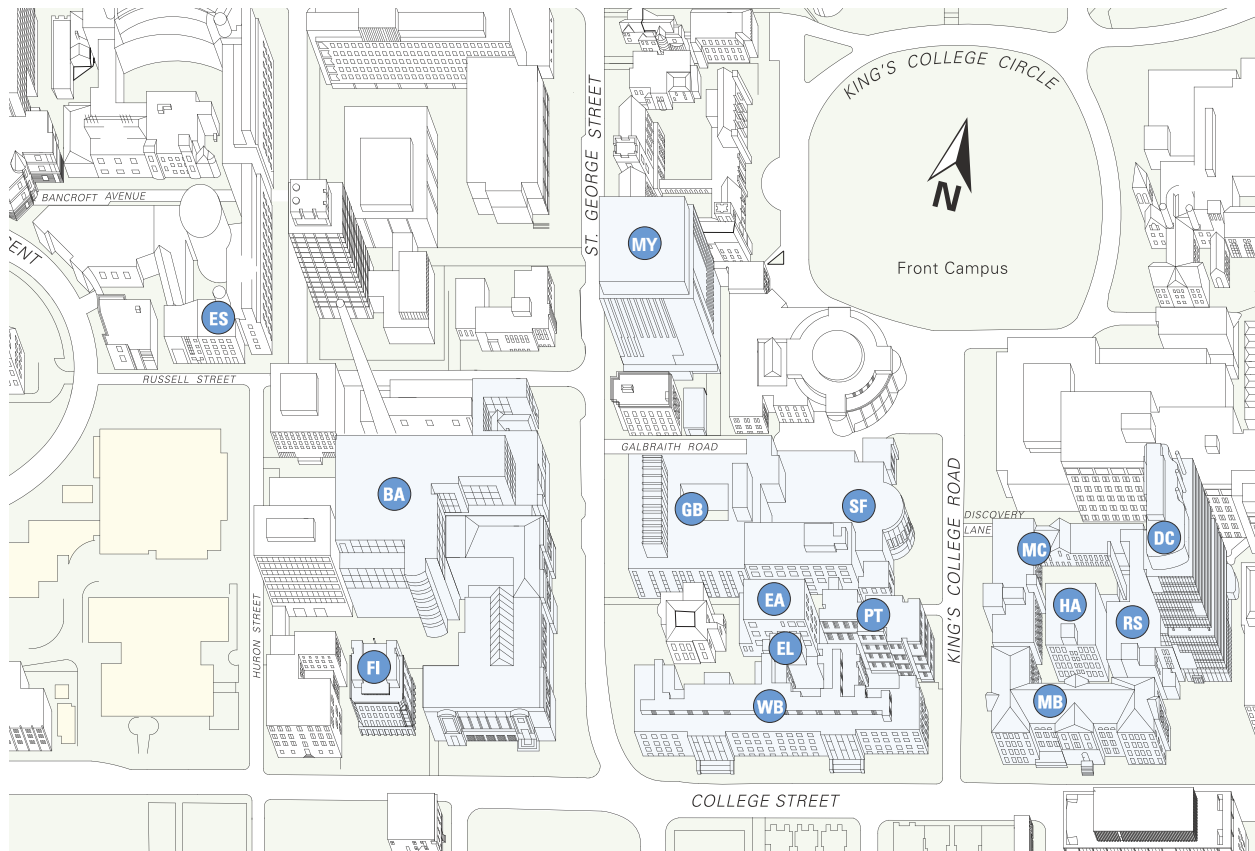 KING'S COLLEGE CIRCLE
ST. GEORGE STREET
N
BANCROFT AVENUE
MY
ENT
Front Campus
ES
RUSSELL STREET
GALBRAITH ROAD
BA
GB
SF
KING'S COLLEGE ROAD
DISCOVERY
LANE
MC
DC
EA
HA
PT
RS
HURON STREET
EL
FI
WB
MB
COLLEGE STREET